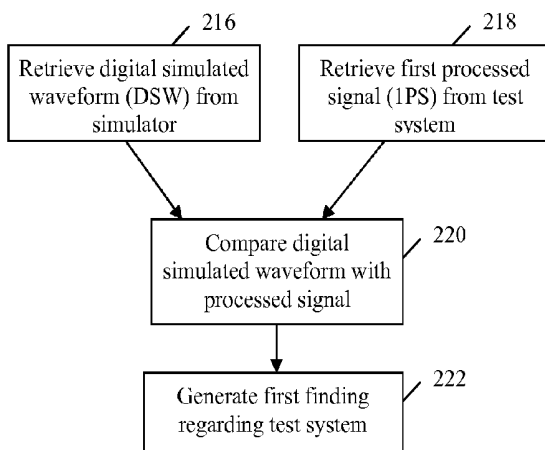 216
218
Retrieve digital simulated
waveform (DSW) from
simulator
Retrieve first processed
signal (1PS) from test
system
220
Compare digital
simulated waveform with
processed signal
222
Generate first finding
regarding test system